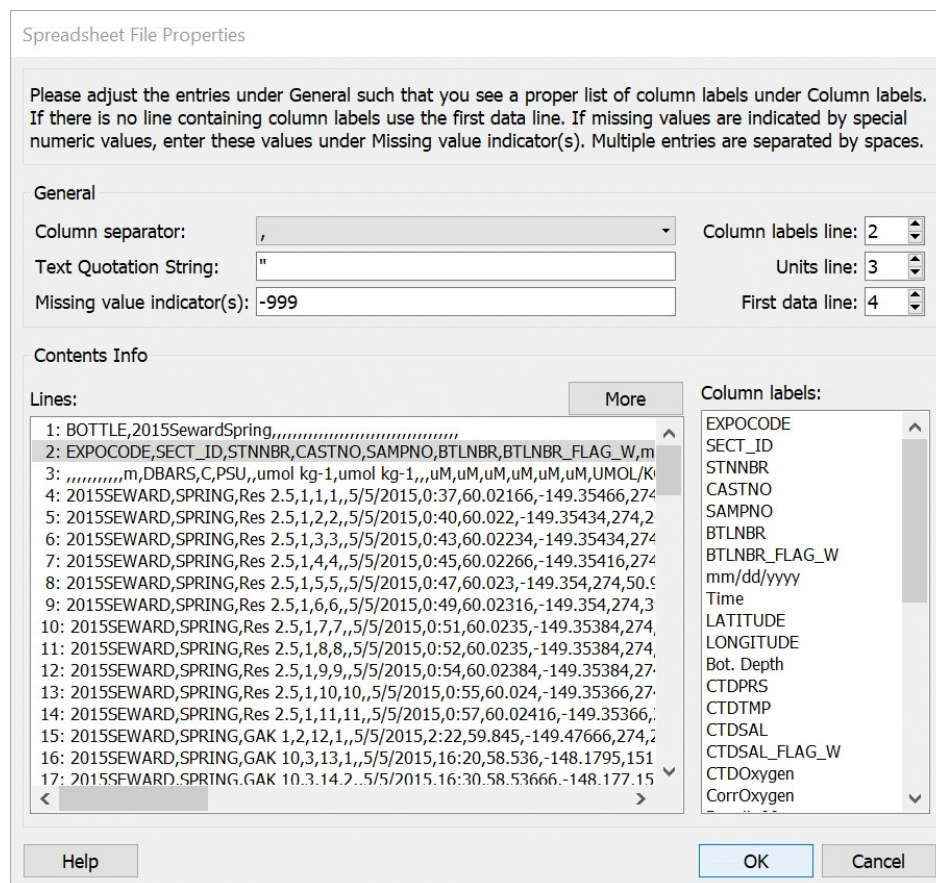 Spreadsheet File Properties
Please adjust the entries under General such that you see a proper list of column labels under Column labels.
If there is no line containing column labels use the first data line. If missing values are indicated by special
numeric values, enter these values under Missing value indicator(s). Multiple entries are separated by spaces.
General
Column separator: , Column labels line: 2
Text Quotation String: " Units line: 3
Missing value indicator(s): -999 First data line: 4
Contents Info
Lines: More Column labels:
1: BOTTLE,2015SewardSpring,,,,,,,,,,,,,,,,,,,,,,,,,,,,,,,,,,,
2: EXPOCODE,SECT_ID,STNNBR,CASTNO,SAMPNO,BTLNBR,BTLNBR_FLAG_W,m
3: ,,,,,,,,,,,m,DBARS,C,PSU,,umol kg-1,umol kg-1,,,uM,uM,uM,uM,uM,uM,UMOL/K
4: 2015SEWARD,SPRING,Res 2.5,1,1,1,,5/5/2015,0:37,60.02166,-149.35466,274
5: 2015SEWARD,SPRING,Res 2.5,1,2,2,,5/5/2015,0:40,60.022,-149.35434,274,2
6: 2015SEWARD,SPRING,Res 2.5,1,3,3,,5/5/2015,0:43,60.02234,-149.35434,274
7: 2015SEWARD,SPRING,Res 2.5,1,4,4,,5/5/2015,0:45,60.02266,-149.35416,274
8: 2015SEWARD,SPRING,Res 2.5,1,5,5,,5/5/2015,0:47,60.023,-149.354,274,50.9
9: 2015SEWARD,SPRING,Res 2.5,1,6,6,,5/5/2015,0:49,60.02316,-149.354,274,3
10: 2015SEWARD,SPRING,Res 2.5,1,7,7,,5/5/2015,0:51,60.0235,-149.35384,274,
11: 2015SEWARD,SPRING,Res 2.5,1,8,8,,5/5/2015,0:52,60.0235,-149.35384,274,
12: 2015SEWARD,SPRING,Res 2.5,1,9,9,,5/5/2015,0:54,60.02384,-149.35384,27
13: 2015SEWARD,SPRING,Res 2.5,1,10,10,,5/5/2015,0:55,60.024,-149.35366,27
14: 2015SEWARD,SPRING,Res 2.5,1,11,11,,5/5/2015,0:57,60.02416,-149.35366,
15: 2015SEWARD,SPRING,GAK 1,2,12,1,,5/5/2015,2:22,59.845,-149.47666,274,2
16: 2015SEWARD,SPRING,GAK 10,3,13,1,,5/5/2015,16:20,58.536,-148.1795,151
17: 2015SEWARD,SPRING,GAK 10,3,14,2,,5/5/2015,16:30,58.53666,-148.177,15
EXPOCODE
SECT_ID
STNNBR
CASTNO
SAMPNO
BTLNBR
BTLNBR_FLAG_W
mm/dd/yyyy
Time
LATITUDE
LONGITUDE
Bot. Depth
CTDPRS
CTDTMP
CTDSAL
CTDSAL_FLAG_W
CTDOxygen
CorrOxygen
Help OK Cancel